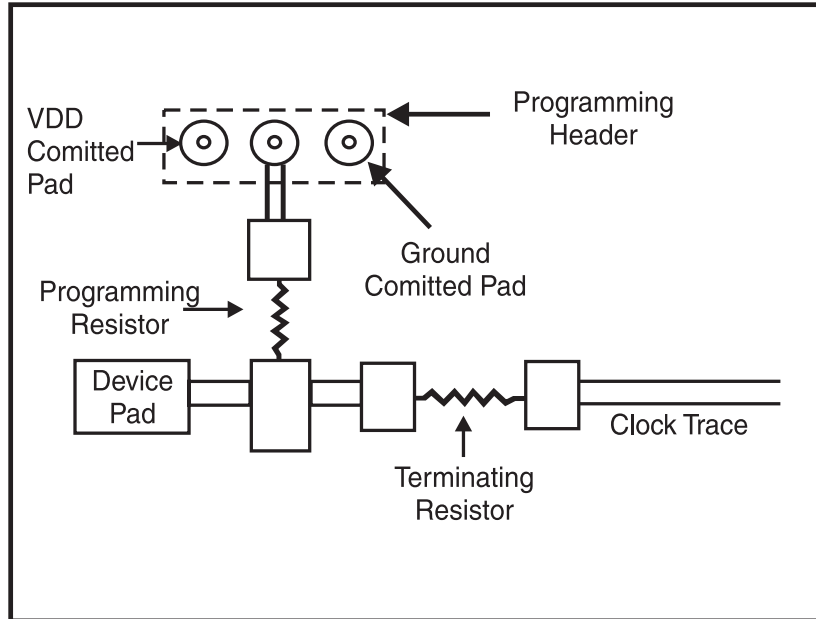 VDD
Comitted
Pad
Programming
Header
Ground
Comitted Pad
Programming
Resistor
Device
Pad
Clock Trace
Terminating
Resistor